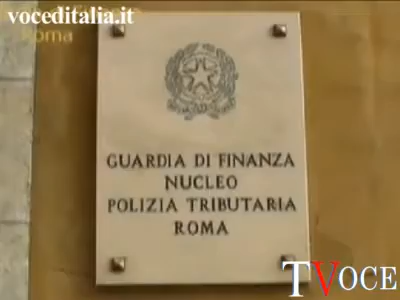 voceditalia.it
Roma
GUARDIA DI FINANZA
NUCLEO
POLIZIA TRIBUTARIA
ROMA
TVOCE